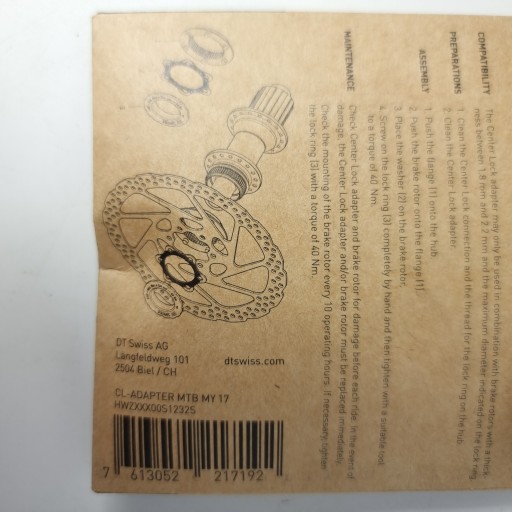 COMPATIBILITY
The Center Lock adapter may only be used in combination with brake rotors with a thick-
ness between 1.8 mm and 2.2 mm and the maximum diameter indicated on the lock ring.
PREPARATIONS
1. Clean the Center Lock connection and the thread for the lock ring on the hub.
2. Clean the Center Lock adapter.
ASSEMBLY
1. Push the flange (1) onto the hub.
2. Push the brake rotor onto the flange (1).
3. Place the washer (2) on the brake rotor.
4. Screw on the lock ring (3) completely by hand and then tighten with a suitable tool
to a torque of 40 Nm.
MAINTENANCE
Check Center Lock adapter and brake rotor for damage before each ride. In the event of
damage, the Center Lock adapter and/or brake rotor must be replaced immediately.
Check the mounting of the brake rotor every 10 operating hours. If necessary, tighten
the lock ring (3) with a torque of 40 Nm.
DT Swiss AG
Längfeldweg 101
2504 Biel / CH
dtswiss.com
CL-ADAPTER MTB MY 17
HWZXXX00S1232S
7 613052 217192